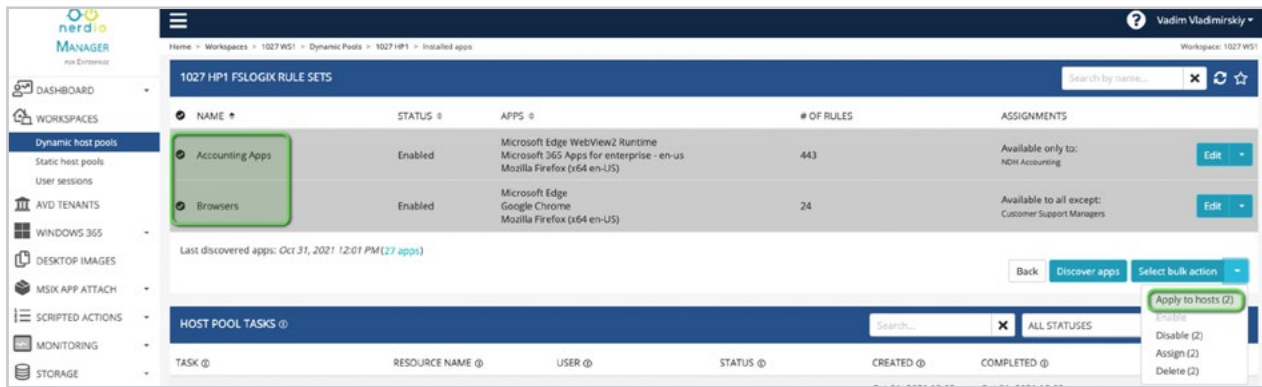 nerdio
MANAGER
FOR ENTERPRISE
? Vadim Vladimirskiy
Home > Workspaces > 1027 WS1 > Dynamic Pools > 1027 HP1 > Installed apps
Workspace: 1027 WS1
DASHBOARD
WORKSPACES
Dynamic host pools
Static host pools
User sessions
AVD TENANTS
WINDOWS 365
DESKTOP IMAGES
MSIX APP ATTACH
SCRIPTED ACTIONS
MONITORING
STORAGE
1027 HP1 FSLOGIX RULE SETS
Search by name...
NAME STATUS APPS # OF RULES ASSIGNMENTS
Accounting Apps Enabled
Microsoft Edge WebView2 Runtime
Microsoft 365 Apps for enterprise - en-us
Mozilla Firefox (x64 en-US)
443
Available only to:
NDH Accounting
Edit
Browsers Enabled
Microsoft Edge
Google Chrome
Mozilla Firefox (x64 en-US)
24
Available to all except:
Customer Support Managers
Edit
Last discovered apps: Oct 31, 2021 12:01 PM (27 apps)
Back Discover apps Select bulk action
Apply to hosts (2)
Enable
Disable (2)
Assign (2)
Delete (2)
HOST POOL TASKS
Search...
ALL STATUSES
TASK RESOURCE NAME USER STATUS CREATED COMPLETED